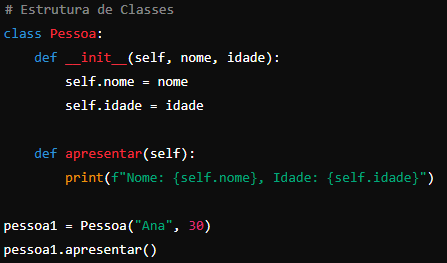 # Estrutura de Classes
class Pessoa:
    def __init__(self, nome, idade):
        self.nome = nome
        self.idade = idade

    def apresentar(self):
        print(f"Nome: {self.nome}, Idade: {self.idade}")

pessoa1 = Pessoa("Ana", 30)
pessoa1.apresentar()